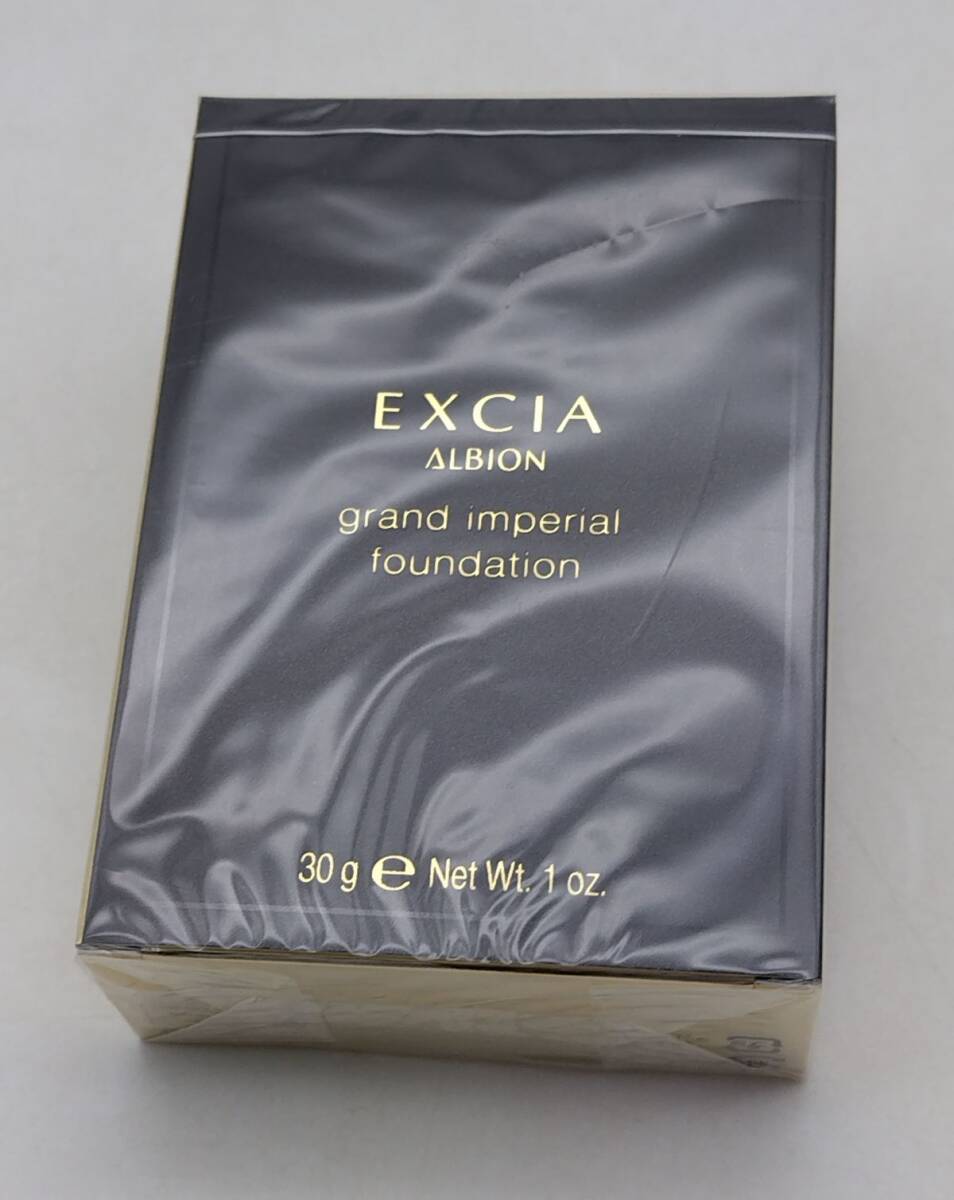 EXCIA
ALBION
grand imperial
foundation
30 g e Net Wt. 1 oz.